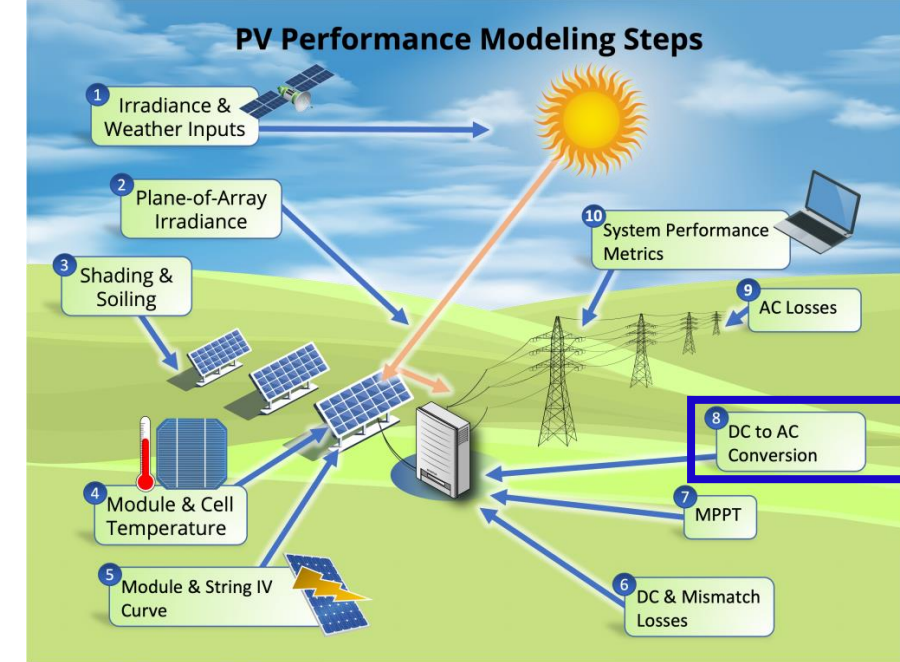 PV Performance Modeling Steps
1
Irradiance &
Weather Inputs
2
Plane-of-Array
Irradiance
3
Shading &
Soiling
4
Module & Cell
Temperature
5
Module & String IV
Curve
6
DC & Mismatch
Losses
7
MPPT
8
DC to AC
Conversion
9
AC Losses
10
System Performance
Metrics